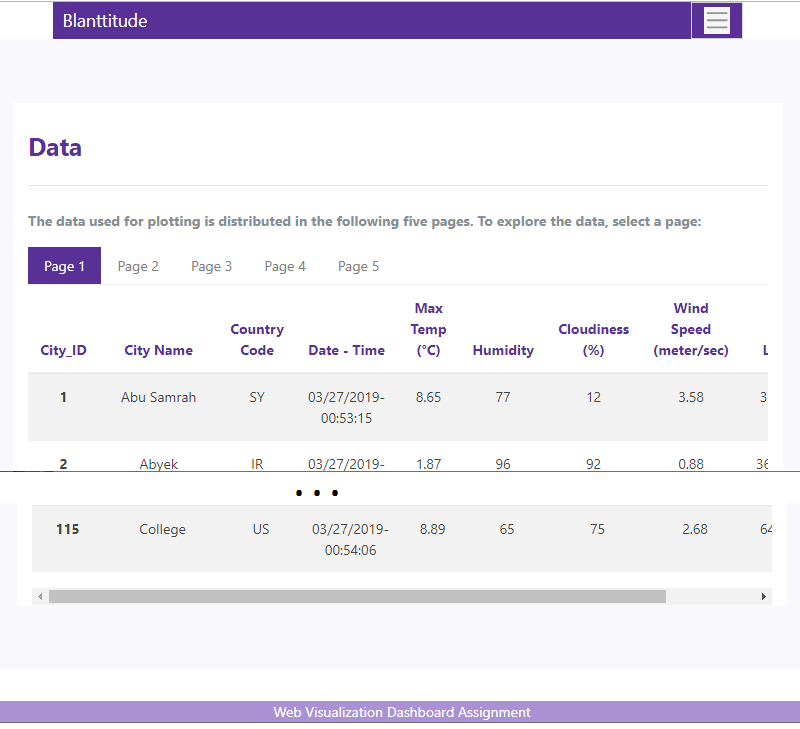 Blanttitude
Data
The data used for plotting is distributed in the following five pages. To explore the data, select a page:
Page 1 Page 2 Page 3 Page 4 Page 5
City_ID City Name Country Code Date - Time Max Temp (°C) Humidity Cloudiness (%) Wind Speed (meter/sec) L
1 Abu Samrah SY 03/27/2019-00:53:15 8.65 77 12 3.58 3
2 Abyek IR 03/27/2019- 1.87 96 92 0.88 36
• • •
115 College US 03/27/2019-00:54:06 8.89 65 75 2.68 64
Web Visualization Dashboard Assignment